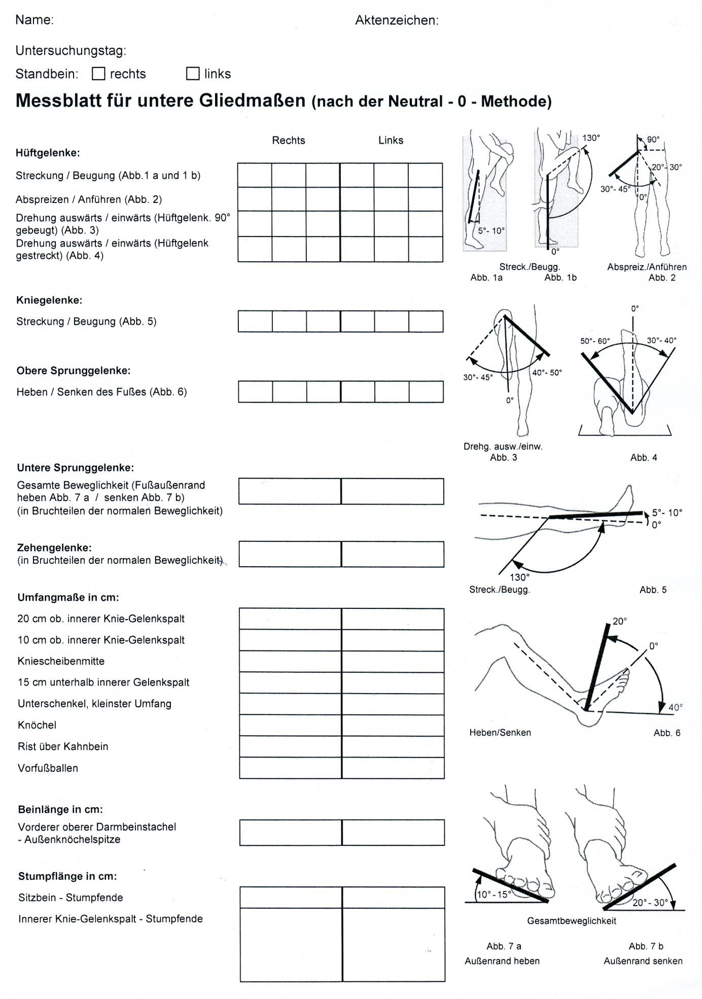 Name:
Aktenzeichen:
Untersuchungstag:
Standbein: rechts links
Messblatt für untere Gliedmaßen (nach der Neutral - 0 - Methode)
Rechts Links
Hüftgelenke:
Streckung / Beugung (Abb.1 a und 1 b)
Abspreizen / Anführen (Abb. 2)
Drehung auswärts / einwärts (Hüftgelenk. 90°
gebeugt) (Abb. 3)
Drehung auswärts / einwärts (Hüftgelenk
gestreckt) (Abb. 4)
5°- 10°
130°
0°
90°
20°- 30°
30°- 45°
0°
Streck./Beugg.
Abb. 1a Abb. 1b
Abspreiz./Anführen
Abb. 2
Kniegelenke:
Streckung / Beugung (Abb. 5)
30°- 45°
40°- 50°
0°
0°
50°- 60°
30°- 40°
Obere Sprunggelenke:
Heben / Senken des Fußes (Abb. 6)
Drehg. ausw./einw.
Abb. 3
Abb. 4
Untere Sprunggelenke:
Gesamte Beweglichkeit (Fußaußenrand
heben Abb. 7 a / senken Abb. 7 b)
(in Bruchteilen der normalen Beweglichkeit)
5°- 10°
0°
130°
Streck./Beugg. Abb. 5
Zehengelenke:
(in Bruchteilen der normalen Beweglichkeit)
Umfangmaße in cm:
20 cm ob. innerer Knie-Gelenkspalt
10 cm ob. innerer Knie-Gelenkspalt
Kniescheibenmitte
15 cm unterhalb innerer Gelenkspalt
Unterschenkel, kleinster Umfang
Knöchel
Rist über Kahnbein
Vorfußballen
20°
0°
40°
Heben/Senken Abb. 6
Beinlänge in cm:
Vorderer oberer Darmbeinstachel
- Außenknöchelspitze
Stumpflänge in cm:
Sitzbein - Stumpfende
Innerer Knie-Gelenkspalt - Stumpfende
10° -15°
20° - 30°
Gesamtbeweglichkeit
Abb. 7 a Abb. 7 b
Außenrand heben Außenrand senken